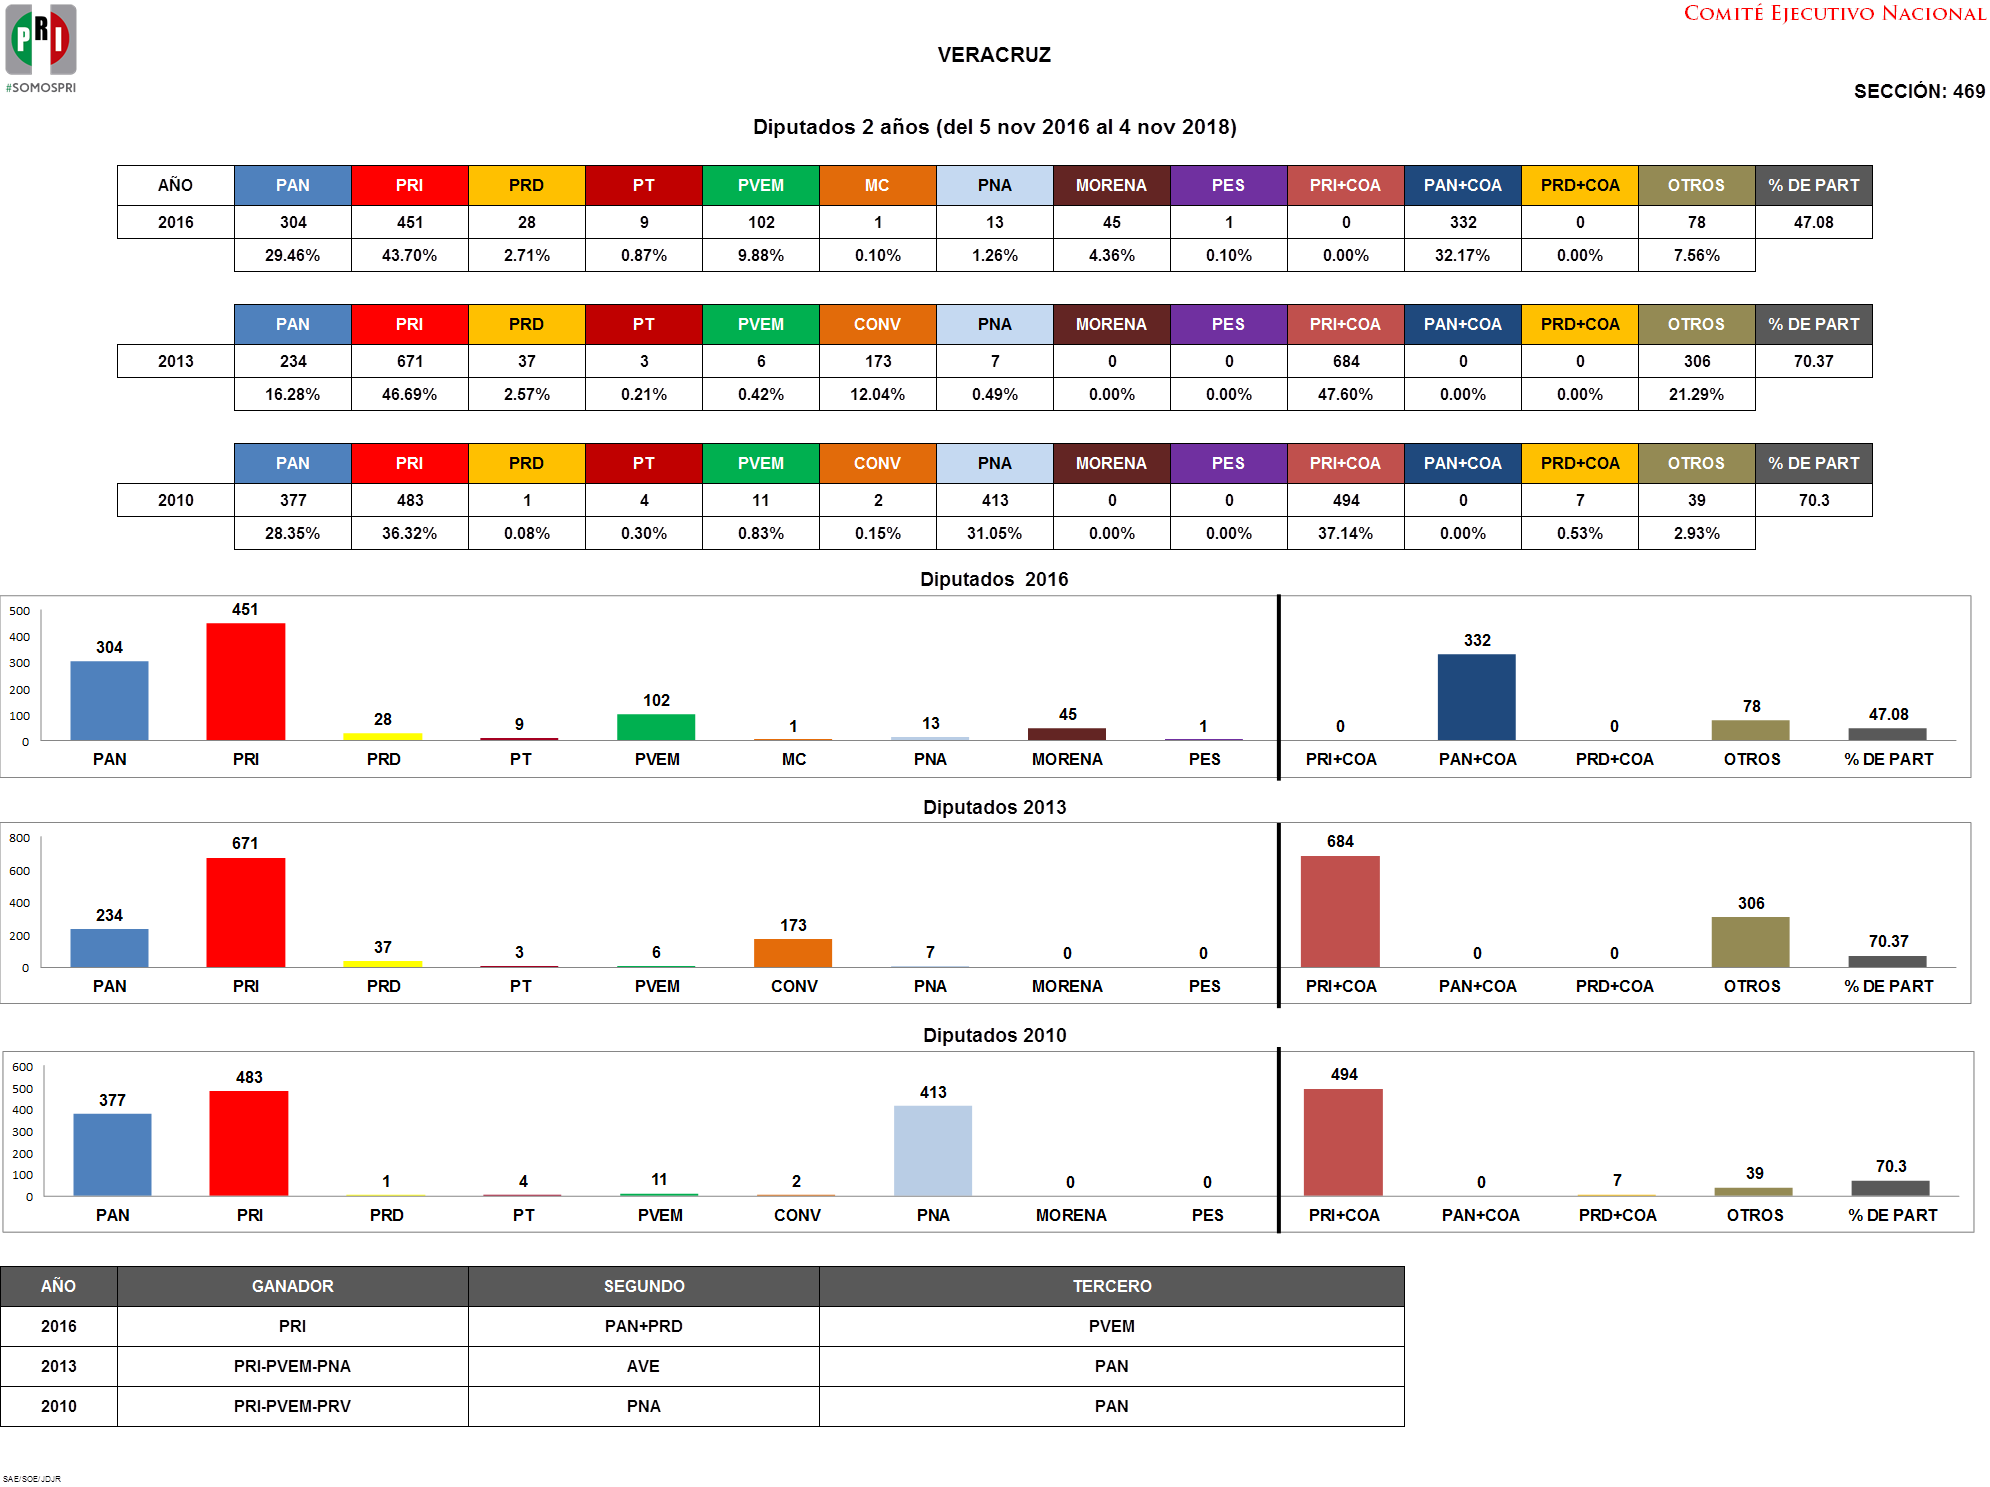 COMITÉ EJECUTIVO NACIONAL
PRI
#SOMOSPRI
VERACRUZ
SECCIÓN: 469
Diputados 2 años (del 5 nov 2016 al 4 nov 2018)
AÑO PAN PRI PRD PT PVEM MC PNA MORENA PES PRI+COA PAN+COA PRD+COA OTROS % DE PART
2016 304 451 28 9 102 1 13 45 1 0 332 0 78 47.08
29.46% 43.70% 2.71% 0.87% 9.88% 0.10% 1.26% 4.36% 0.10% 0.00% 32.17% 0.00% 7.56%
PAN PRI PRD PT PVEM CONV PNA MORENA PES PRI+COA PAN+COA PRD+COA OTROS % DE PART
2013 234 671 37 3 6 173 7 0 0 684 0 0 306 70.37
16.28% 46.69% 2.57% 0.21% 0.42% 12.04% 0.49% 0.00% 0.00% 47.60% 0.00% 0.00% 21.29%
PAN PRI PRD PT PVEM CONV PNA MORENA PES PRI+COA PAN+COA PRD+COA OTROS % DE PART
2010 377 483 1 4 11 2 413 0 0 494 0 7 39 70.3
28.35% 36.32% 0.08% 0.30% 0.83% 0.15% 31.05% 0.00% 0.00% 37.14% 0.00% 0.53% 2.93%
Diputados 2016
500
400
300
200
100
0
304 451 28 9 102 1 13 45 1 0 332 0 78 47.08
PAN PRI PRD PT PVEM MC PNA MORENA PES PRI+COA PAN+COA PRD+COA OTROS % DE PART
Diputados 2013
800
600
400
200
0
234 671 37 3 6 173 7 0 0 684 0 0 306 70.37
PAN PRI PRD PT PVEM CONV PNA MORENA PES PRI+COA PAN+COA PRD+COA OTROS % DE PART
Diputados 2010
600
500
400
300
200
100
0
377 483 1 4 11 2 413 0 0 494 0 7 39 70.3
PAN PRI PRD PT PVEM CONV PNA MORENA PES PRI+COA PAN+COA PRD+COA OTROS % DE PART
AÑO GANADOR SEGUNDO TERCERO
2016 PRI PAN+PRD PVEM
2013 PRI-PVEM-PNA AVE PAN
2010 PRI-PVEM-PRV PNA PAN
SAE/SOE/JDJR